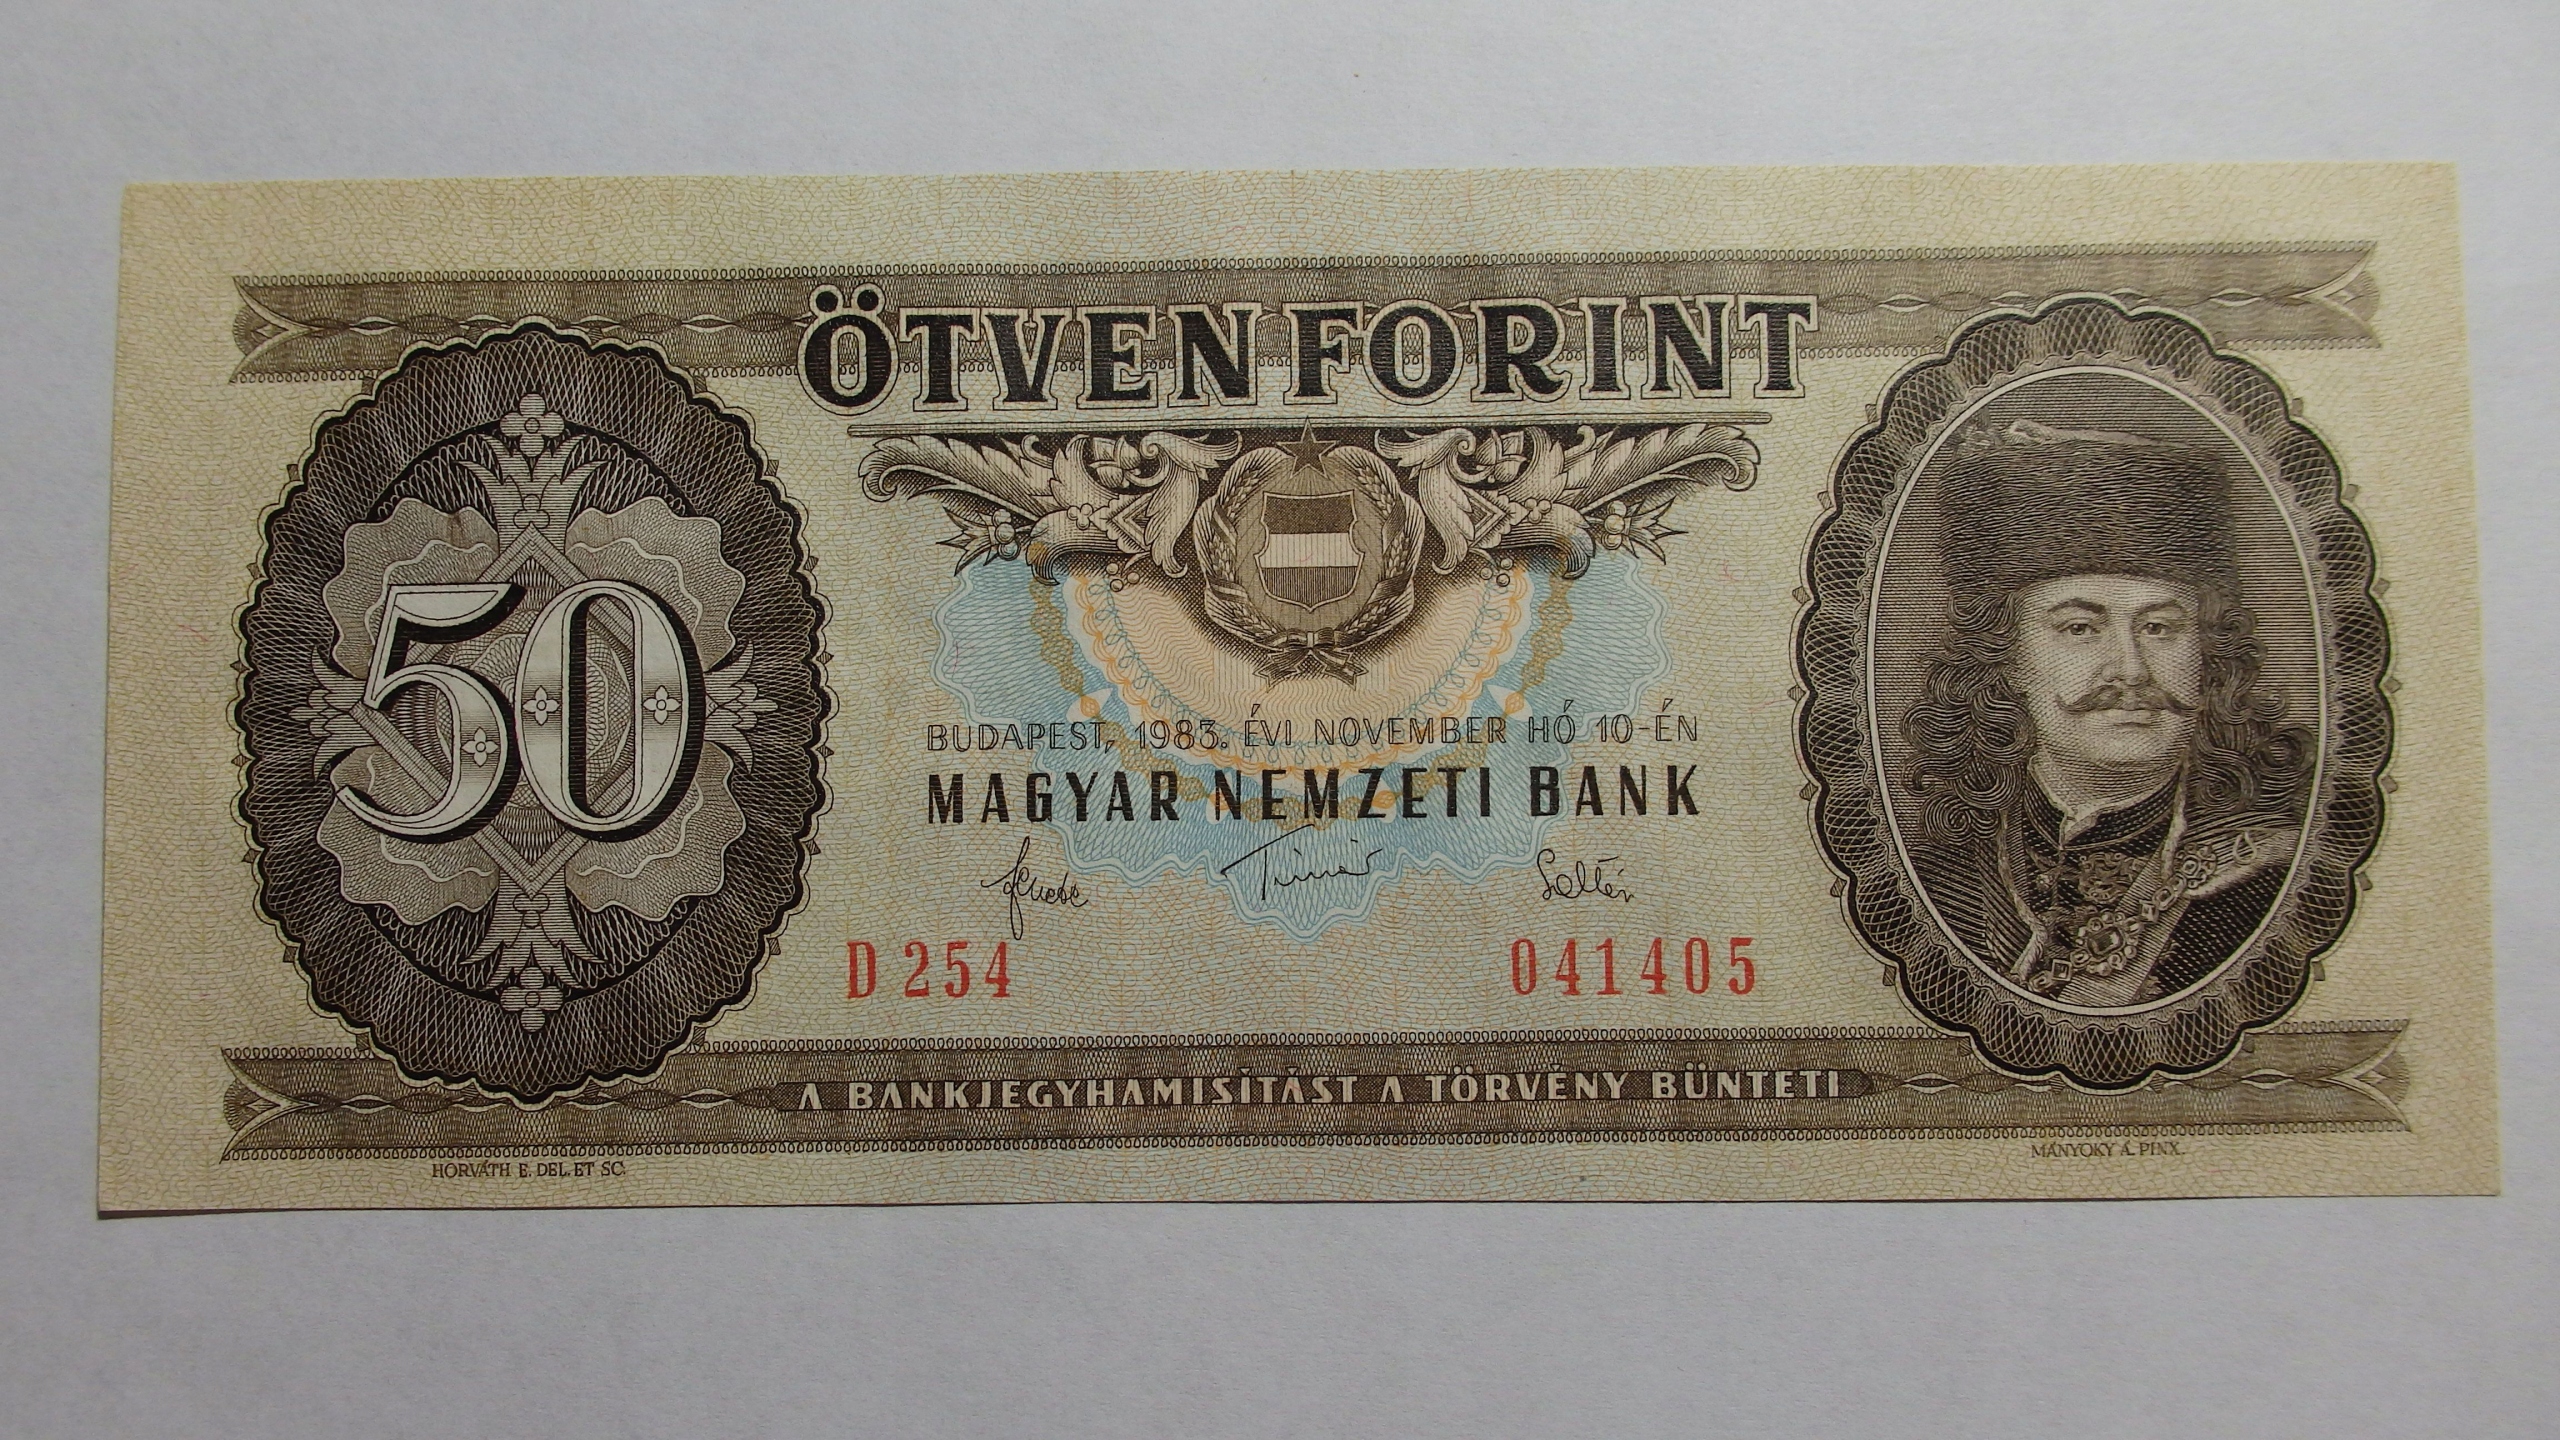 ÖTVEN FORINT
50
BUDAPEST, 1983. ÉVI NOVEMBER HÓ 10-ÉN
MAGYAR NEMZETI BANK
D 254 041405
A BANKJEGYHAMISÍTÁST A TÖRVÉNY BÜNTETI
HORVÁTH E. DEL. ET SC.
MÁNYOKY Á. PINX.